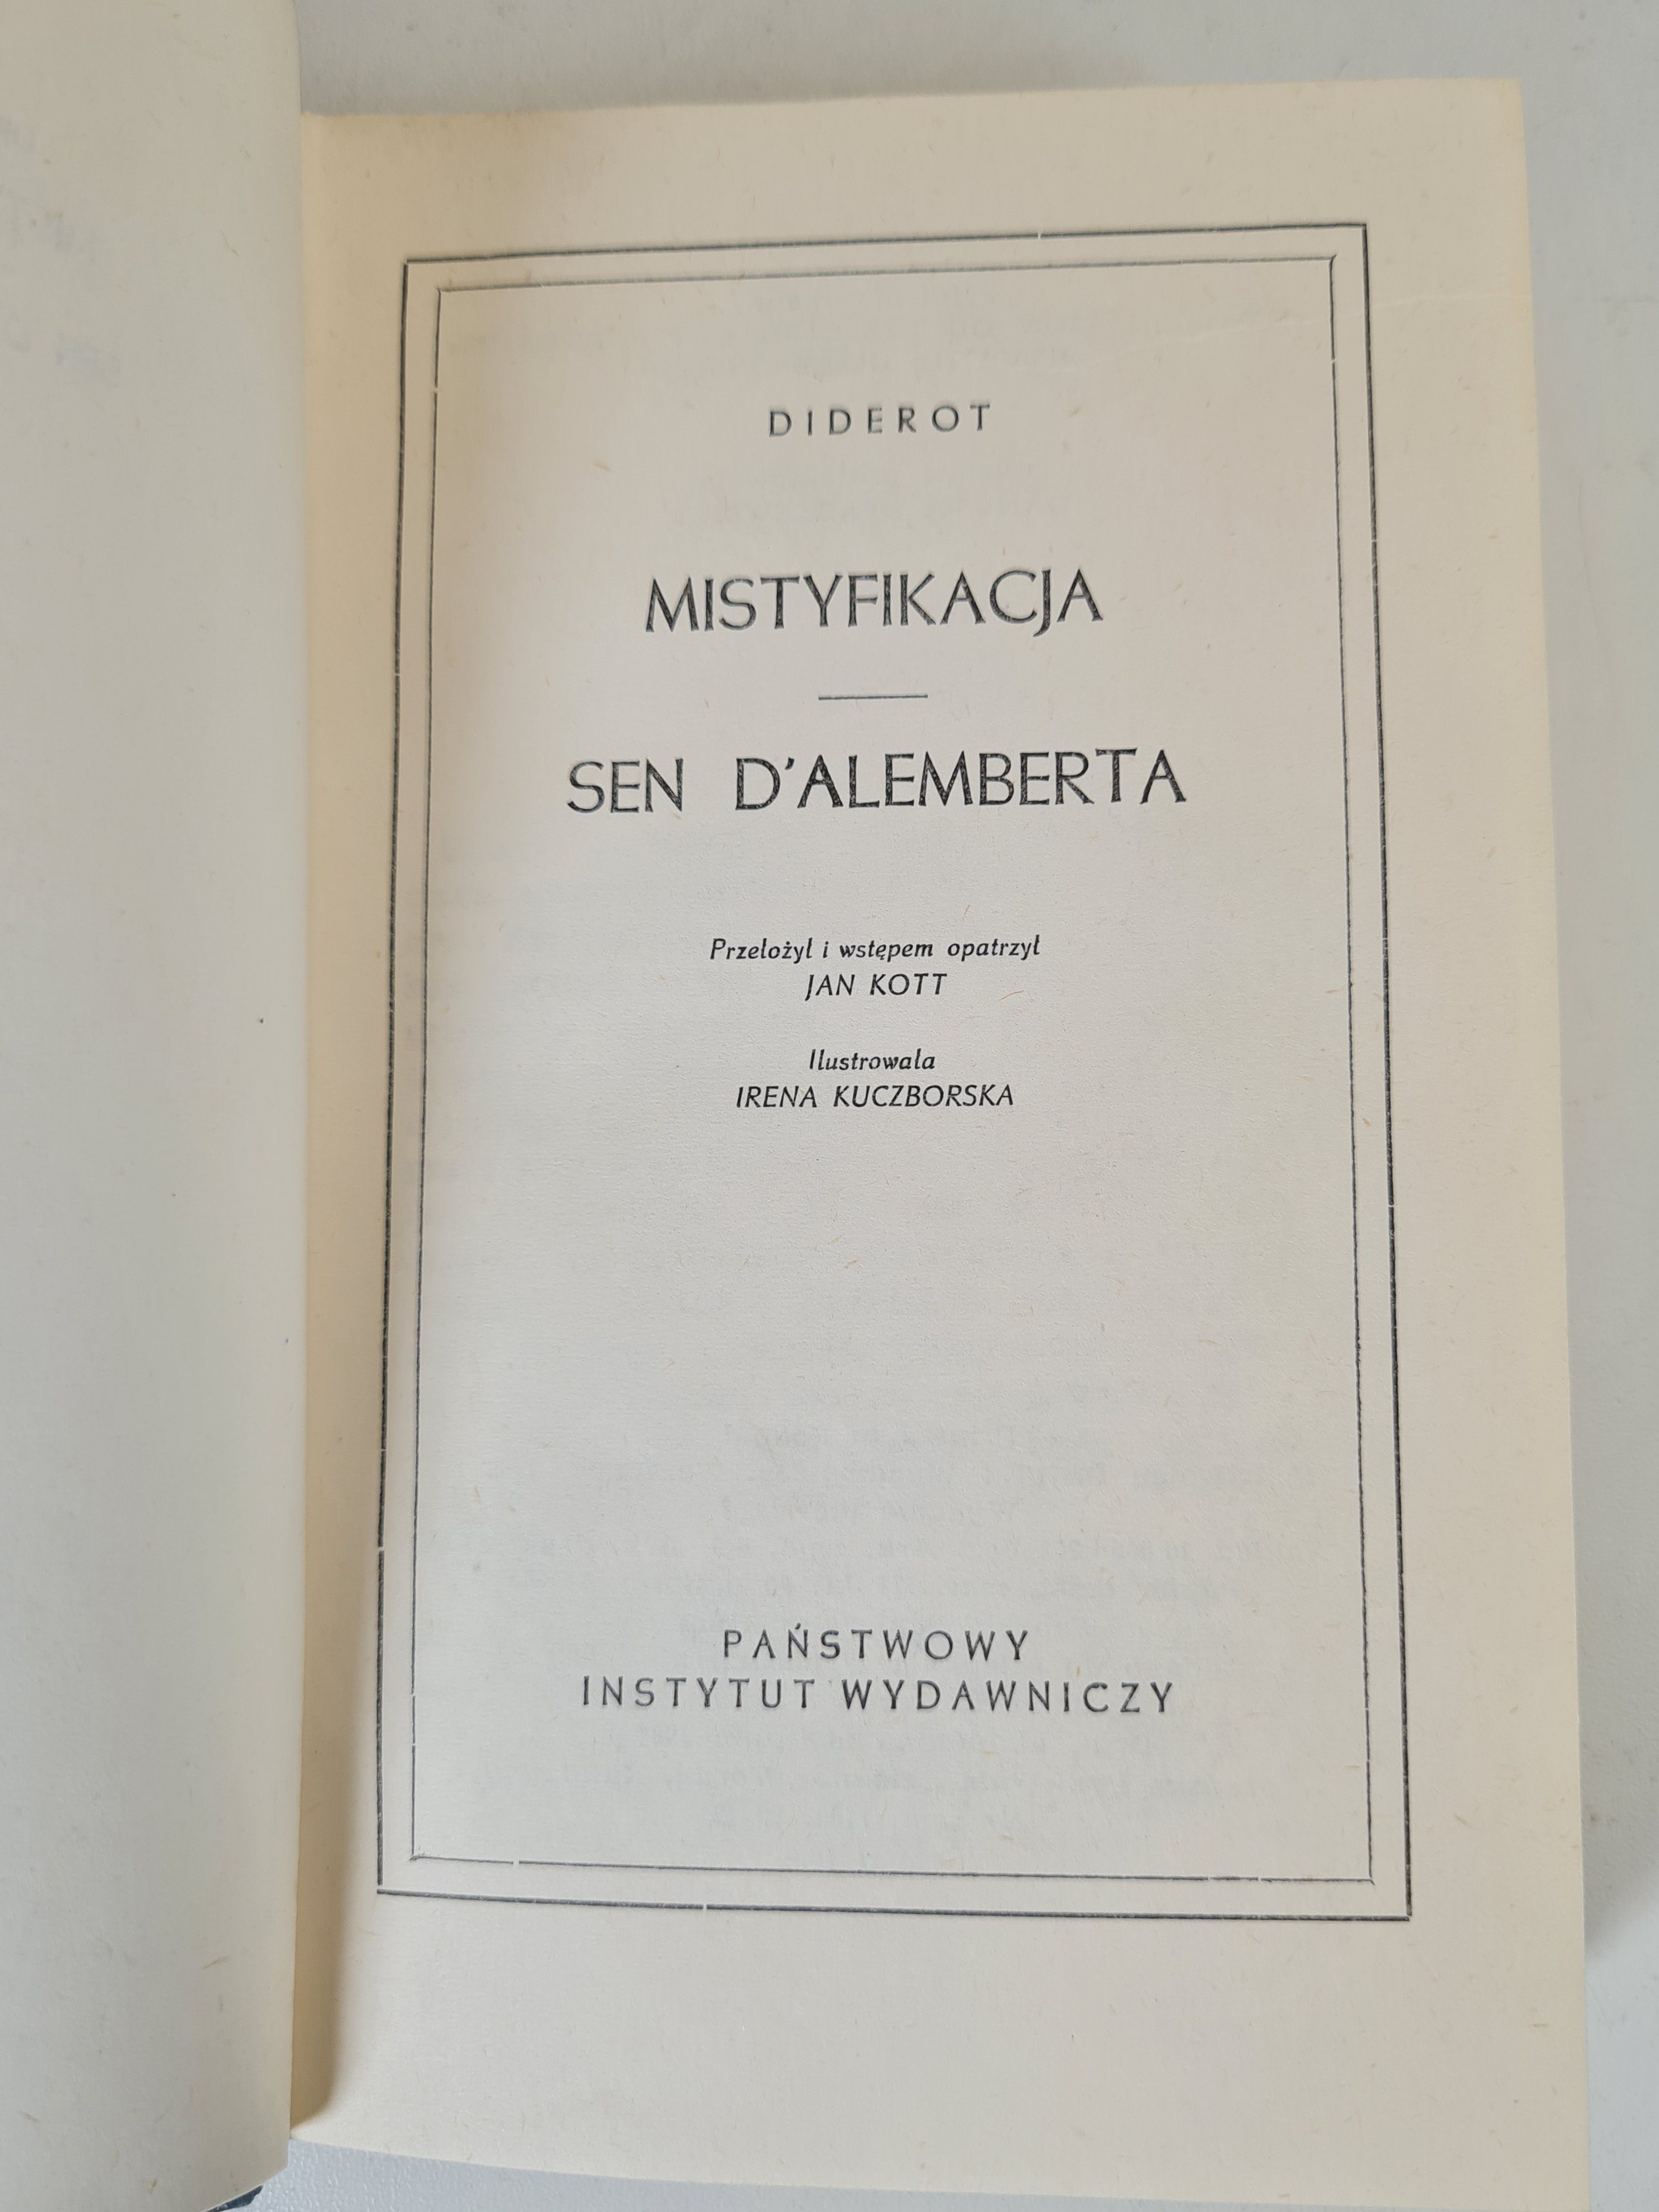 DIDEROT
MISTYFIKACJA
SEN D'ALEMBERTA
Przełożył i wstępem opatrzył
JAN KOTT
Ilustrowała
IRENA KUCZBORSKA
PAŃSTWOWY
INSTYTUT WYDAWNICZY